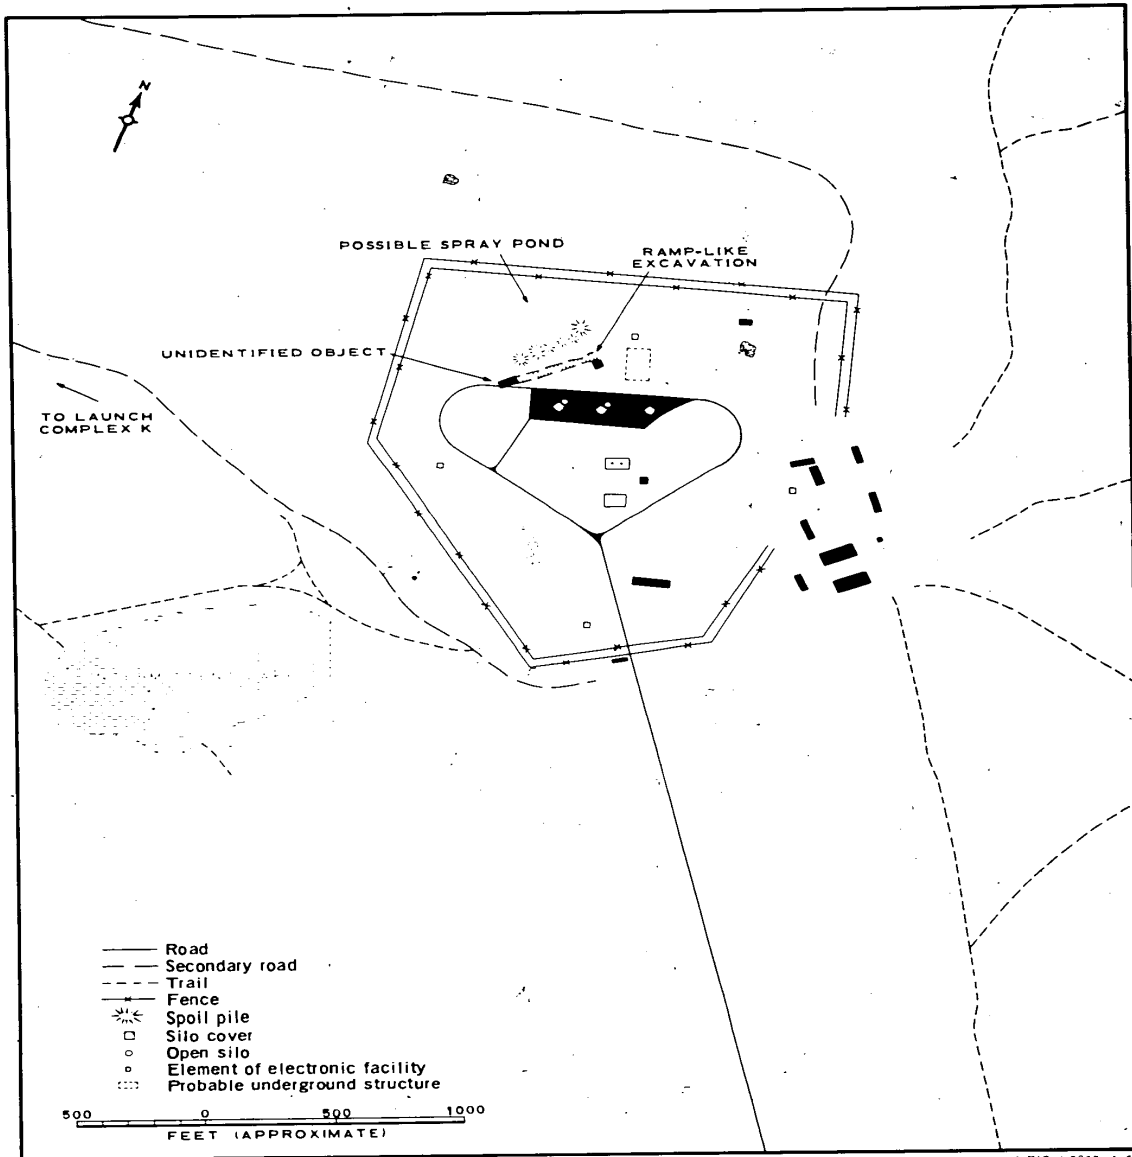 N
POSSIBLE SPRAY POND
RAMP-LIKE
EXCAVATION
UNIDENTIFIED OBJECT
TO LAUNCH
COMPLEX K
Road
Secondary road
Trail
Fence
Spoil pile
Silo cover
Open silo
Element of electronic facility
Probable underground structure
500 0 500 1000
FEET (APPROXIMATE)